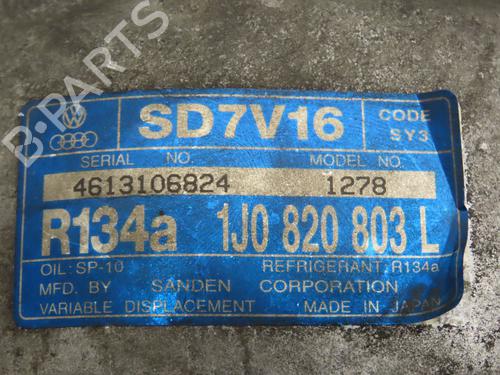 SD7V16
CODE
SY3
SERIAL NO. MODEL NO.
4613106824 1278
R134a 1J0 820 803 L
OIL: SP-10 REFRIGERANT: R134a
MFD. BY SANDEN CORPORATION
VARIABLE DISPLACEMENT MADE IN JAPAN
B-PARTS